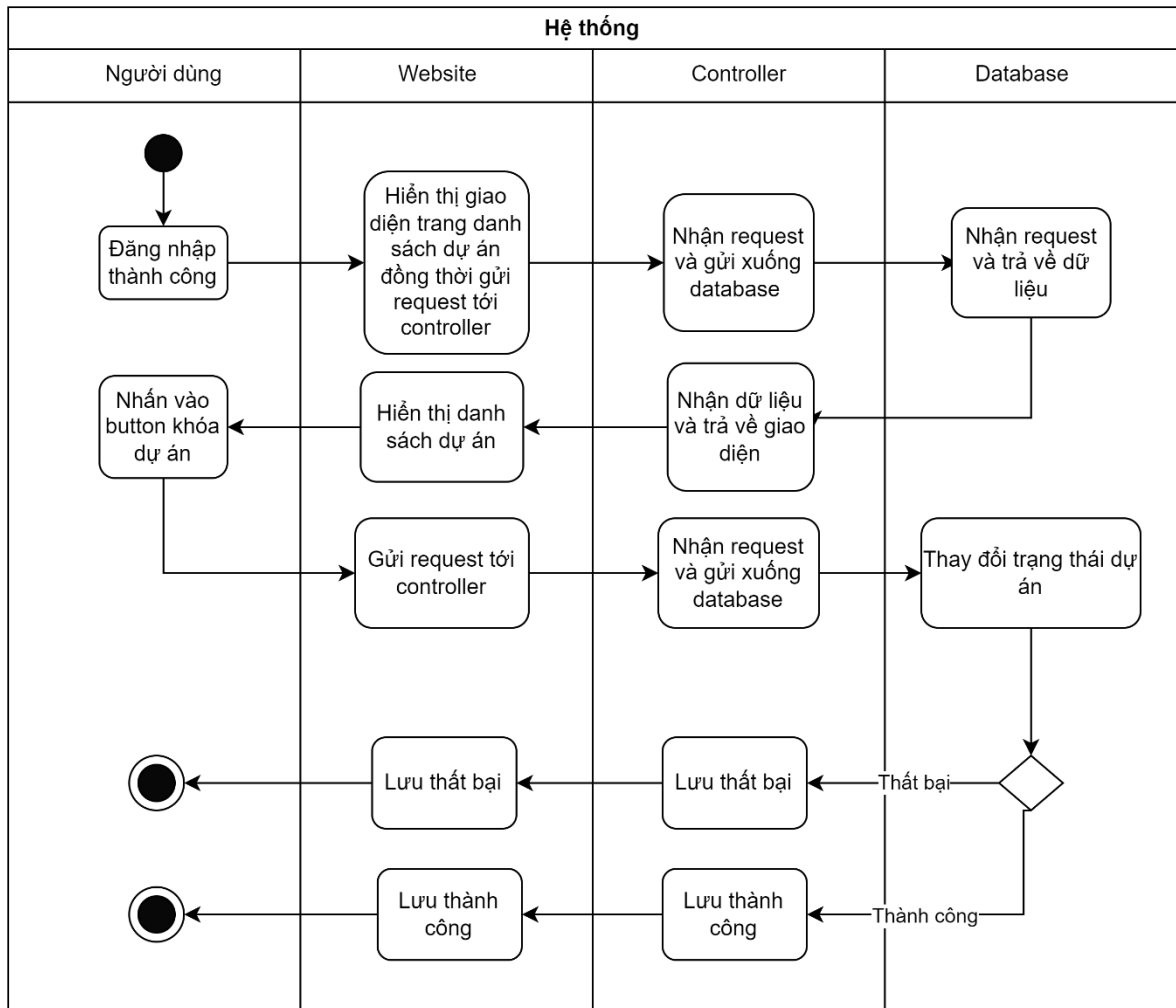 Hệ thống
Người dùng
Website
Controller
Database
Đăng nhập
thành công
Hiển thị giao
diện trang danh
sách dự án
đồng thời gửi
request tới
controller
Nhận request
và gửi xuống
database
Nhận request
và trả về dữ
liệu
Nhấn vào
button khóa
dự án
Hiển thị danh
sách dự án
Nhận dữ liệu
và trả về giao
diện
Gửi request tới
controller
Nhận request
và gửi xuống
database
Thay đổi trạng thái dự
án
Lưu thất bại
Lưu thất bại
Thất bại
Lưu thành
công
Lưu thành
công
Thành công